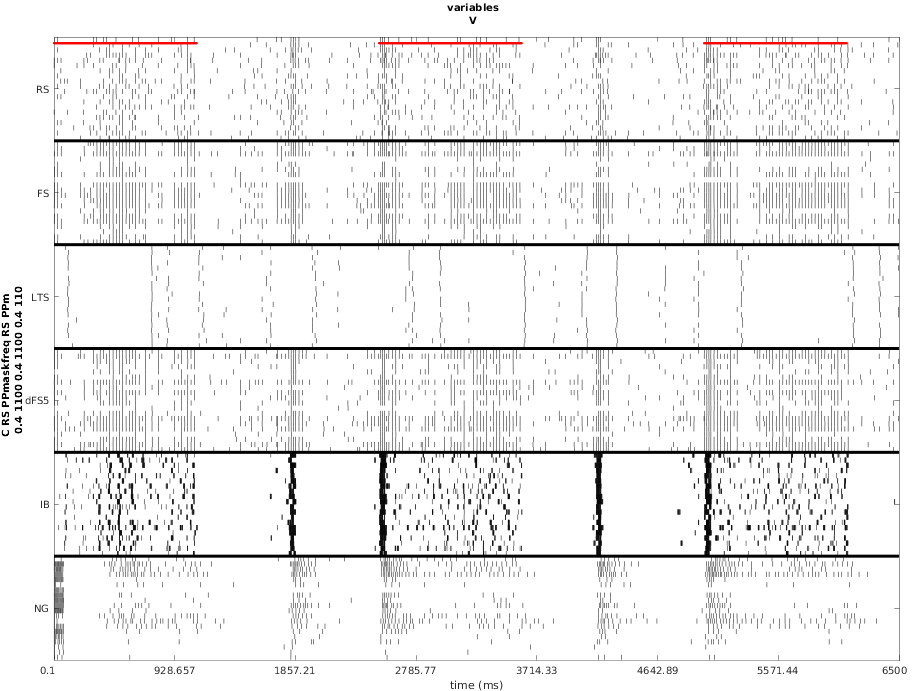 variables
V
RS
FS
LTS
dFS5
IB
NG
C RS PPmaskfreq RS PPm
0.4 1100 0.4 1100 0.4 110
0.1
928.657
1857.21
2785.77
3714.33
4642.89
5571.44
6500
time (ms)